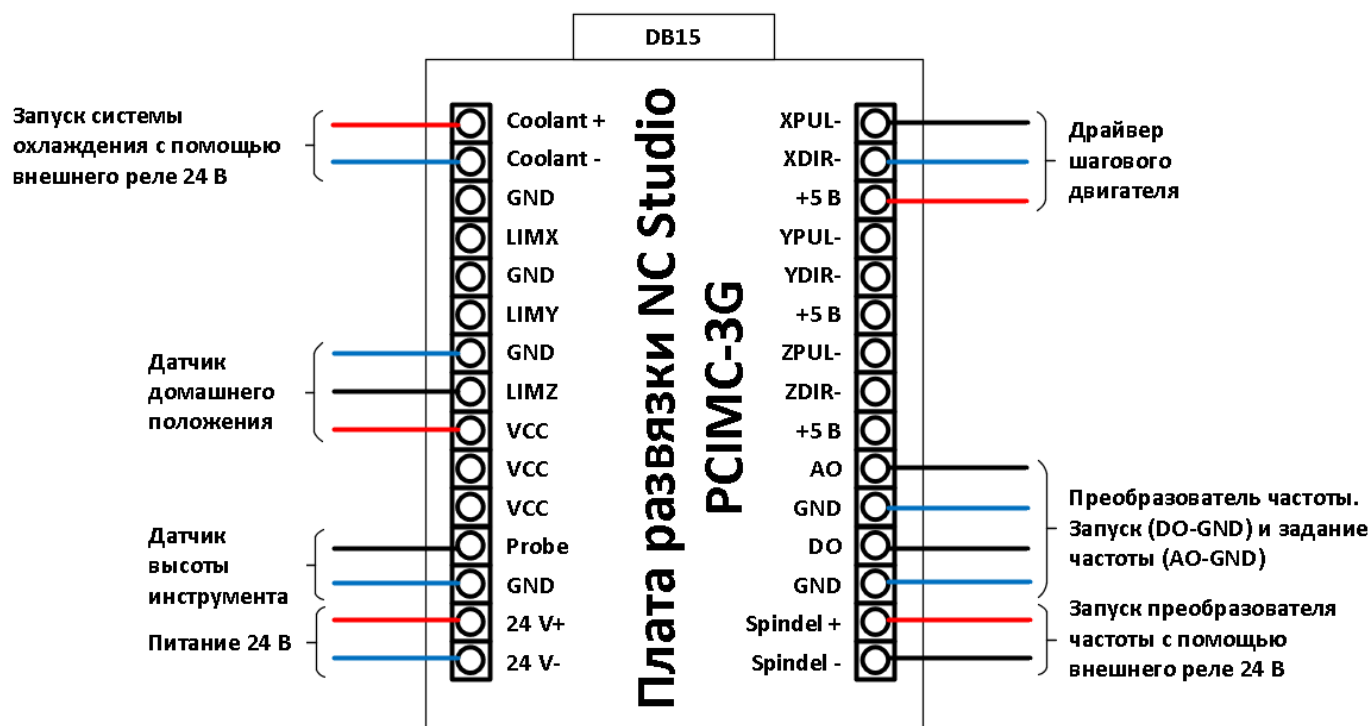 DB15
Запуск системы
охлаждения с помощью
внешнего реле 24 В
Датчик
домашнего
положения
Датчик
высоты
инструмента
Питание 24 В
Coolant +
Coolant -
GND
LIMX
GND
LIMY
GND
LIMZ
VCC
VCC
VCC
Probe
GND
24 V+
24 V-
Плата развязки NC Studio
PCIMC-3G
XPUL-
XDIR-
+5 В
YPUL-
YDIR-
+5 В
ZPUL-
ZDIR-
+5 В
AO
GND
DO
GND
Spindel +
Spindel -
Драйвер
шагового
двигателя
Преобразователь частоты.
Запуск (DO-GND) и задание
частоты (AO-GND)
Запуск преобразователя
частоты с помощью
внешнего реле 24 В